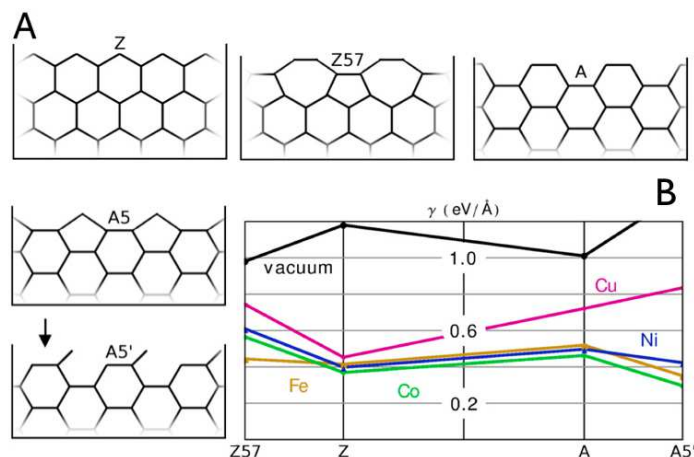 A
Z
Z57
A
A5
A5'
B
γ (eV/Å)
1.0
vacuum
Cu
0.6
Ni
Fe
Co
0.2
Z57 Z A A5'